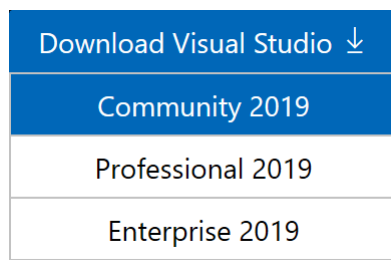 Download Visual Studio
Community 2019
Professional 2019
Enterprise 2019